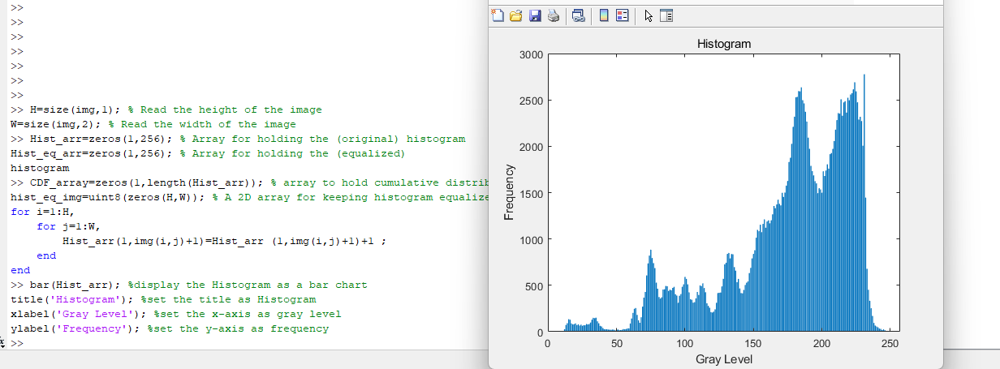 >>
>>
>>
>>
>>
>>
>>
>> H=size(img,1); % Read the height of the image
W=size(img,2); % Read the width of the image
>> Hist_arr=zeros(1,256); % Array for holding the (original) histogram
Hist_eq_arr=zeros(1,256); % Array for holding the (equalized)
histogram
>> CDF_array=zeros(1,length(Hist_arr)); % array to hold cumulative distrib
hist_eq_img=uint8(zeros(H,W)); % A 2D array for keeping histogram equalize
for i=1:H,
    for j=1:W,
        Hist_arr(1,img(i,j)+1)=Hist_arr (1,img(i,j)+1)+1 ;
    end
end
>> bar(Hist_arr); %display the Histogram as a bar chart
title('Histogram'); %set the title as Histogram
xlabel('Gray Level'); %set the x-axis as gray level
ylabel('Frequency'); %set the y-axis as frequency
>>
Histogram
3000
2500
2000
1500
1000
500
0
Frequency
0 50 100 150 200 250
Gray Level